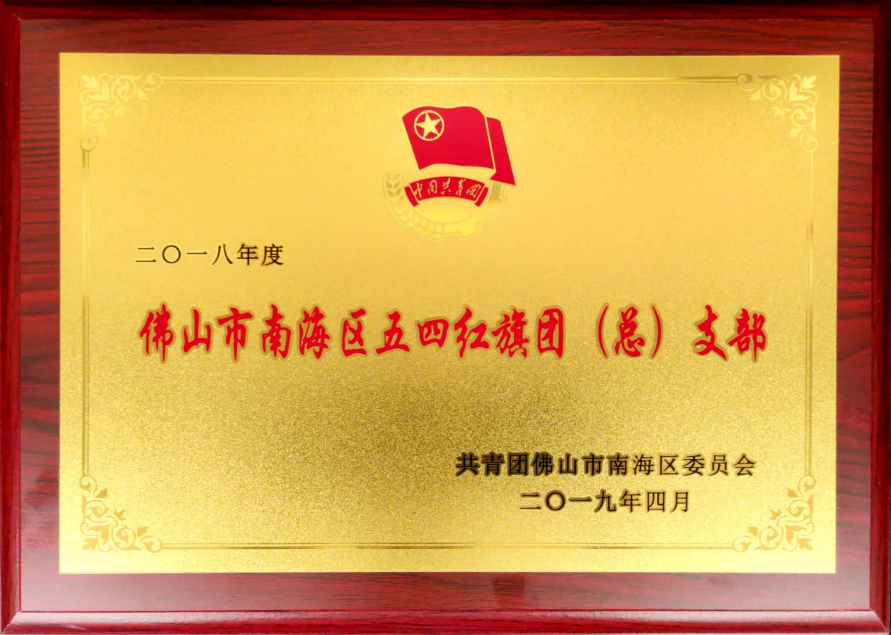 中国共青团
二〇一八年度
佛山市南海区五四红旗团（总）支部
共青团佛山市南海区委员会
二〇一九年四月